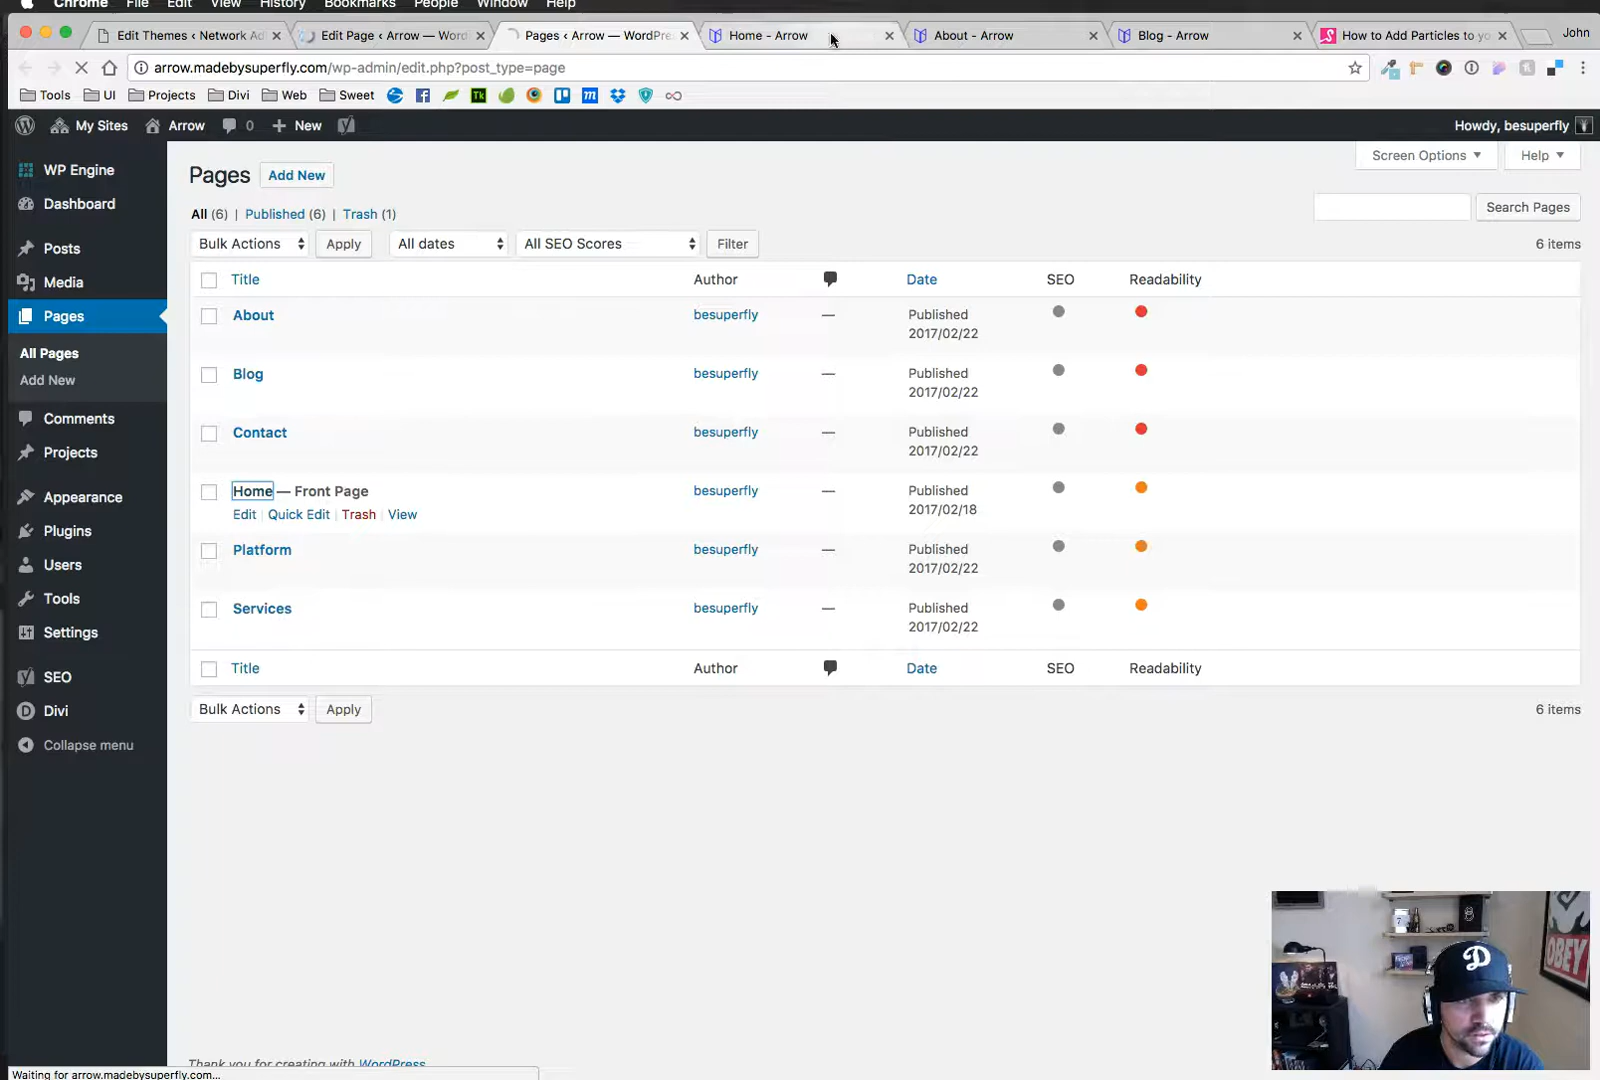 Chrome File Edit View History Bookmarks People Window Help
Edit Themes ‹ Network Ad Edit Page ‹ Arrow — Word Pages ‹ Arrow — WordPre Home - Arrow About - Arrow Blog - Arrow How to Add Particles to yo John
arrow.madebysuperfly.com/wp-admin/edit.php?post_type=page
Tools UI Projects Divi Web Sweet
My Sites Arrow 0 New Howdy, besuperfly
Screen Options Help
WP Engine
Dashboard
Posts
Media
Pages
All Pages
Add New
Comments
Projects
Appearance
Plugins
Users
Tools
Settings
SEO
Divi
Collapse menu
Pages Add New
All (6) | Published (6) | Trash (1)
Search Pages
Bulk Actions Apply All dates All SEO Scores Filter 6 items
Title Author Date SEO Readability
About besuperfly — Published
2017/02/22
Blog besuperfly — Published
2017/02/22
Contact besuperfly — Published
2017/02/22
Home — Front Page besuperfly — Published
2017/02/18
Edit | Quick Edit | Trash | View
Platform besuperfly — Published
2017/02/22
Services besuperfly — Published
2017/02/22
Title Author Date SEO Readability
Bulk Actions Apply 6 items
Thank you for creating with WordPress
Waiting for arrow.madebysuperfly.com...
D
7
OBEY